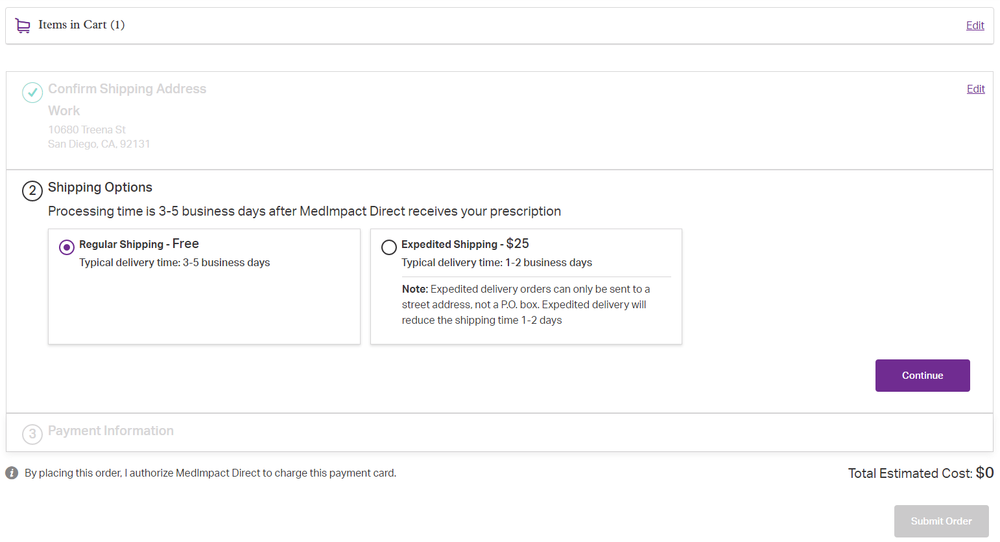 Items in Cart (1)
Edit
Confirm Shipping Address
Edit
Work
10680 Treena St
San Diego, CA, 92131
2
Shipping Options
Processing time is 3-5 business days after MedImpact Direct receives your prescription
Regular Shipping - Free
Typical delivery time: 3-5 business days
Expedited Shipping - $25
Typical delivery time: 1-2 business days
Note: Expedited delivery orders can only be sent to a
street address, not a P.O. box. Expedited delivery will
reduce the shipping time 1-2 days
Continue
3
Payment Information
i By placing this order, I authorize MedImpact Direct to charge this payment card.
Total Estimated Cost: $0
Submit Order